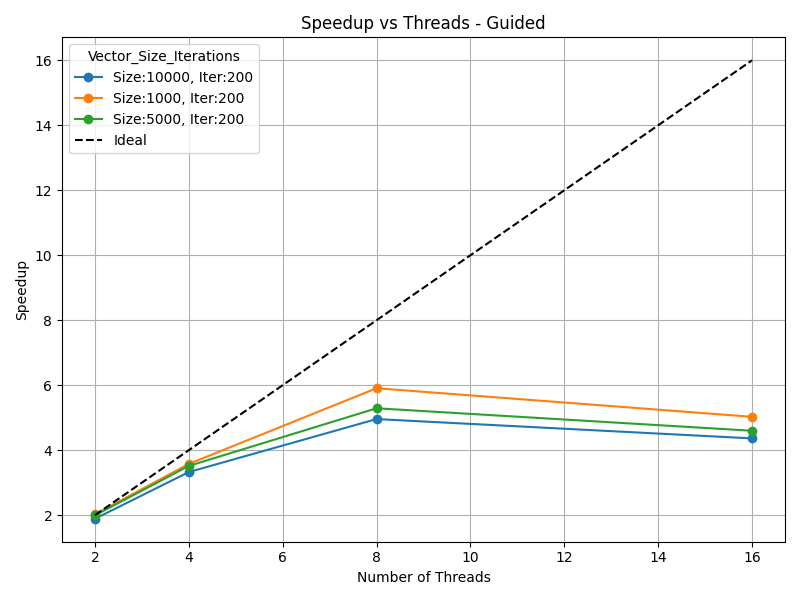 Speedup vs Threads - Guided
Vector_Size_Iterations
Size:10000, Iter:200
Size:1000, Iter:200
Size:5000, Iter:200
Ideal
Speedup
16
14
12
10
8
6
4
2
2 4 6 8 10 12 14 16
Number of Threads